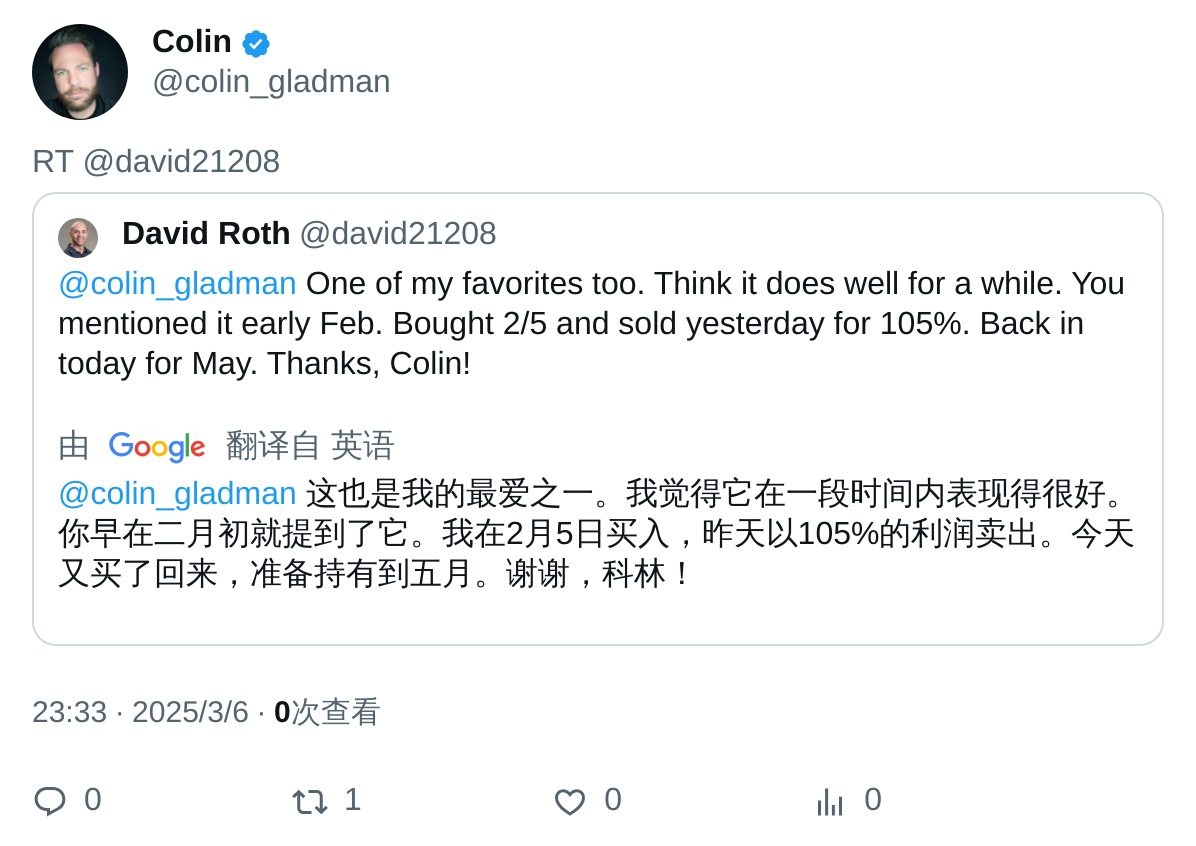 Colin
@colin_gladman
RT @david21208
David Roth @david21208
@colin_gladman One of my favorites too. Think it does well for a while. You
mentioned it early Feb. Bought 2/5 and sold yesterday for 105%. Back in
today for May. Thanks, Colin!
由 Google 翻译自 英语
@colin_gladman 这也是我的最爱之一。我觉得它在一段时间内表现得很好。
你早在二月初就提到了它。我在2月5日买入，昨天以105%的利润卖出。今天
又买了回来，准备持有到五月。谢谢，科林！
23:33 · 2025/3/6 · 0次查看
0 1 0 0